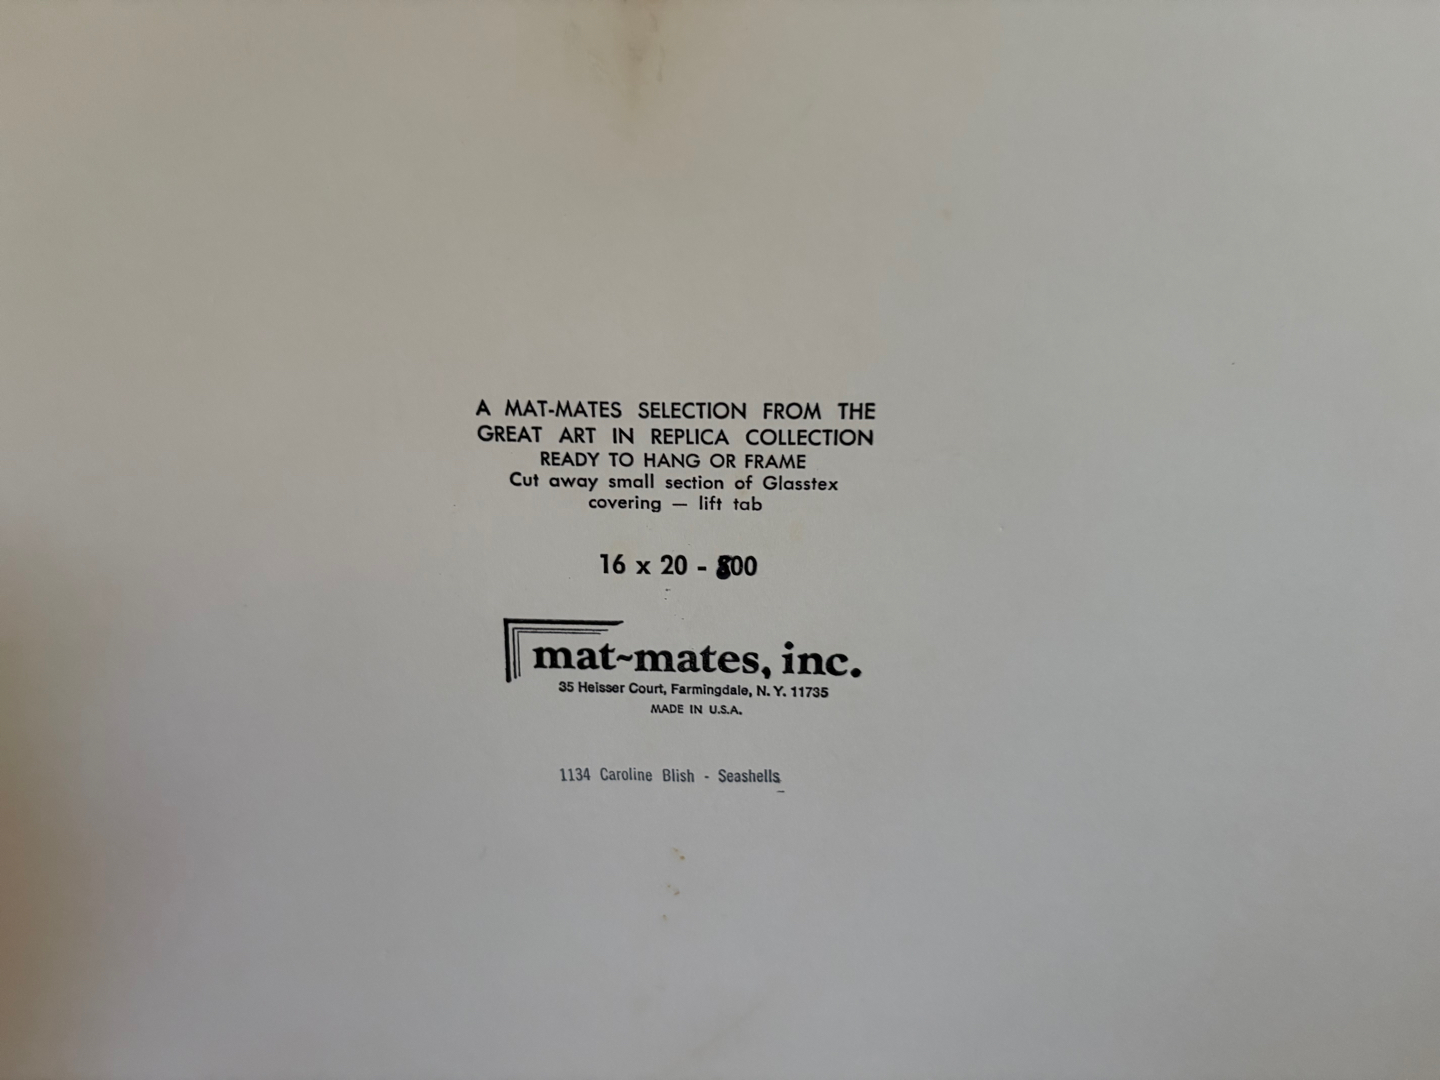 A MAT-MATES SELECTION FROM THE
GREAT ART IN REPLICA COLLECTION
READY TO HANG OR FRAME
Cut away small section of Glasstex
covering — lift tab
16 x 20 - 800
mat~mates, inc.
35 Heisser Court, Farmingdale, N.Y. 11735
MADE IN U.S.A.
1134 Caroline Blish - Seashells